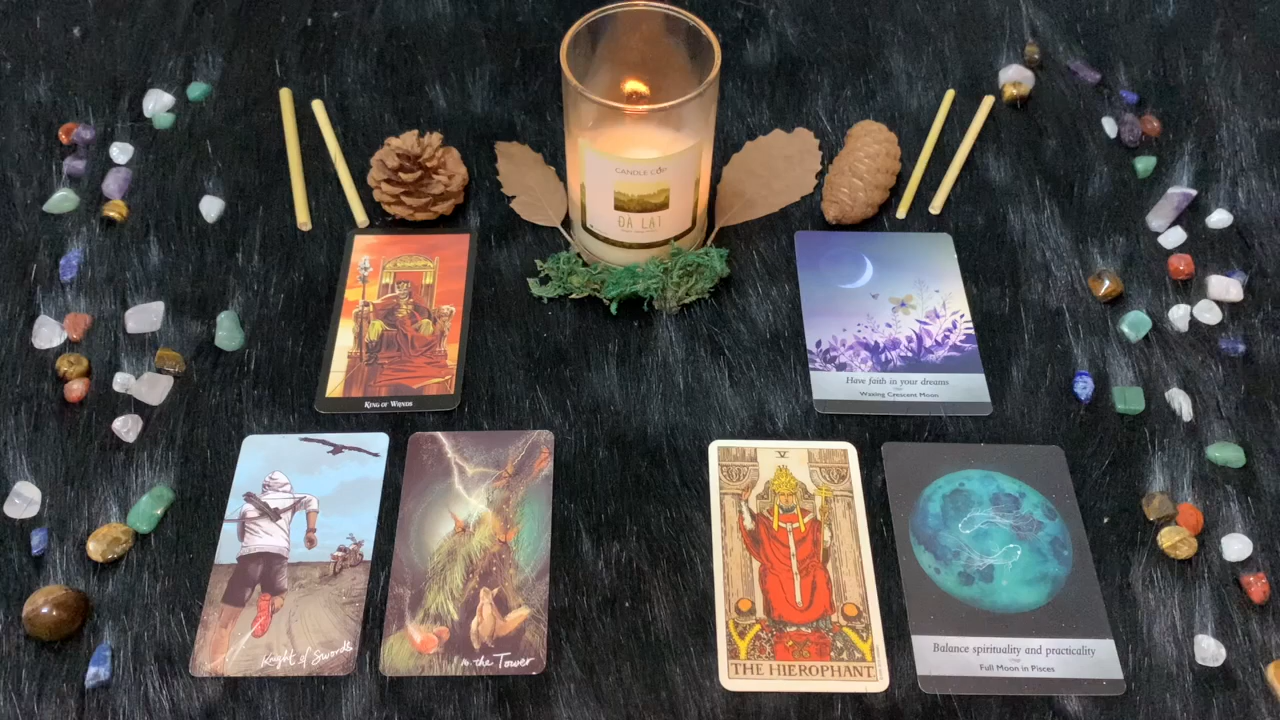 CANDLE CUP
ĐÀ LẠT
KING OF WANDS
Have faith in your dreams
Waxing Crescent Moon
Knight of Swords
the Tower
V
THE HIEROPHANT.
Balance spirituality and practicality
Full Moon in Pisces